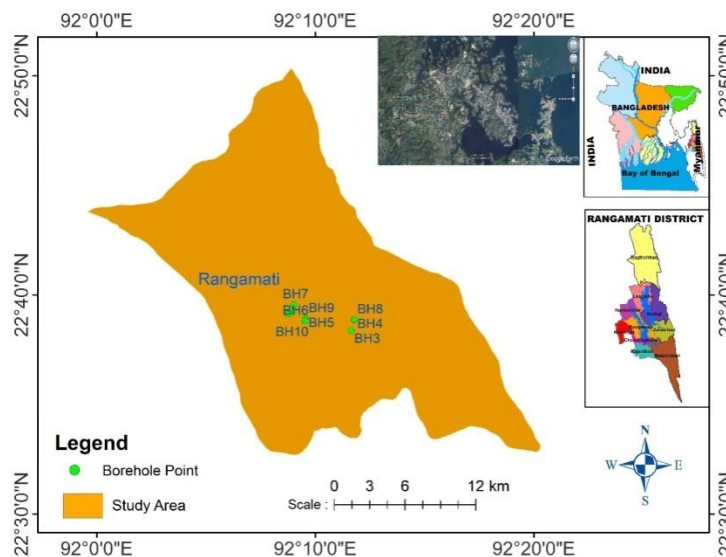 92°0'0"E 92°10'0"E 92°20'0"E
22°50'0"N
22°40'0"N
22°30'0"N
Google Earth
INDIA
BANGLADESH
INDIA
Myanmar
Bay of Bengal
RANGAMATI DISTRICT
Rangamati
BH7
BH6 BH9
BH5
BH10
BH8
BH4
BH3
Legend
Borehole Point
Study Area
0 3 6 12 km
Scale :
N
W E
S
22°50'0"N
22°40'0"N
22°30'0"N
92°0'0"E 92°10'0"E 92°20'0"E